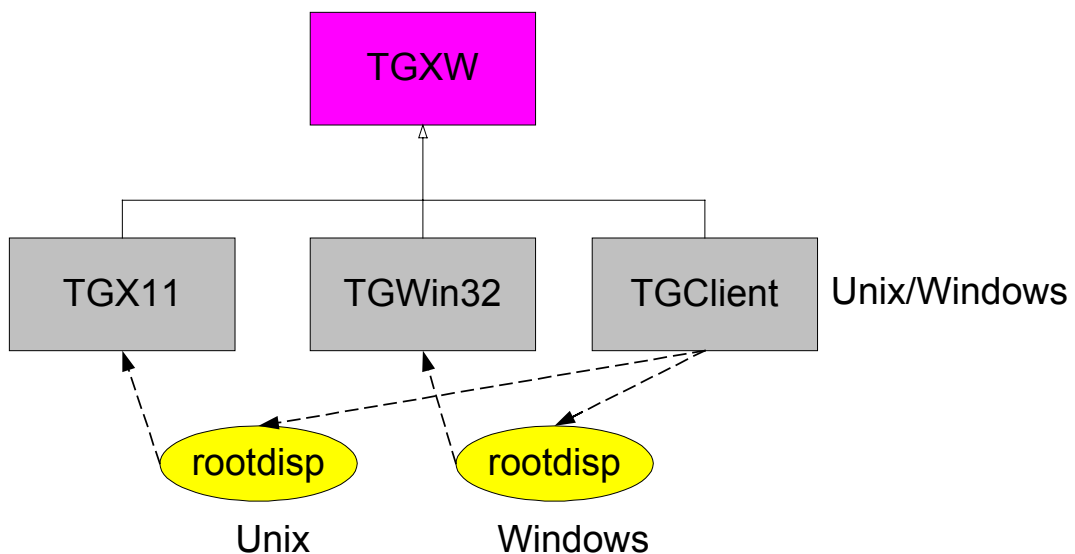 TGXW
TGX11
TGWin32
TGClient
Unix/Windows
rootdisp
rootdisp
Unix
Windows